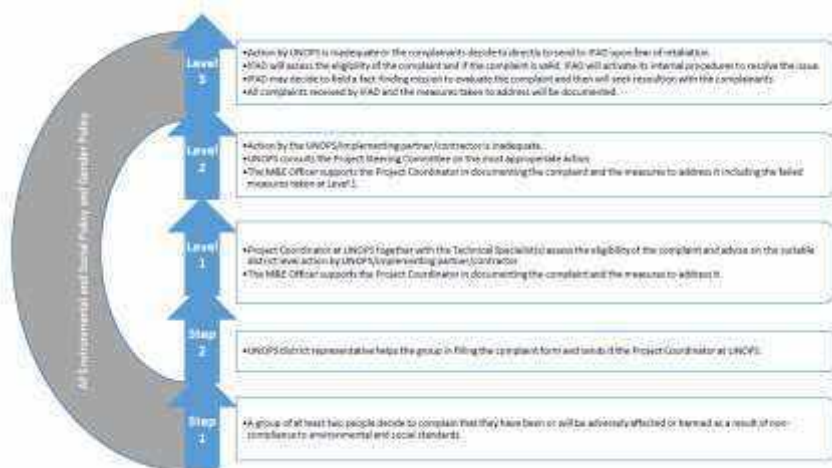 Level
3
•Action by UNOPS is inadequate or the complainants decide to directly to send to IFAD upon fear of retaliation.
•IFAD will assess the eligibility of the complaint and if the complaint is valid, IFAD will activate its internal procedures to resolve the issue.
•IFAD may decide to field a fact-finding mission to evaluate the complaint and then will seek resolution with the complainants
•All complaints received by IFAD and the measures taken to address will be documented.
Level
2
•Action by the UNOPS/implementing partner/contractor is inadequate.
•UNOPS consults the Project Steering Committee on the most appropriate action
•The M&E Officer supports the Project Coordinator in documenting the complaint and the measures to address it including the failed
measures taken at Level 1.
Level
1
•Project Coordinator at UNOPS together with the Technical Specialist(s) assess the eligibility of the complaint and advise on the suitable
district level action by UNOPS/implementing partner/contractor
•The M&E Officer supports the Project Coordinator in documenting the complaint and the measures to address it.
Step
2
•UNOPS district representative helps the group in filling the complaint form and sends it the Project Coordinator at UNOPS.
Step
1
•A group of at least two people decide to complain that they have been or will be adversely affected or harmed as a result of non-
compliance to environmental and social standards.
Environmental and Social Policy and Gender Policy